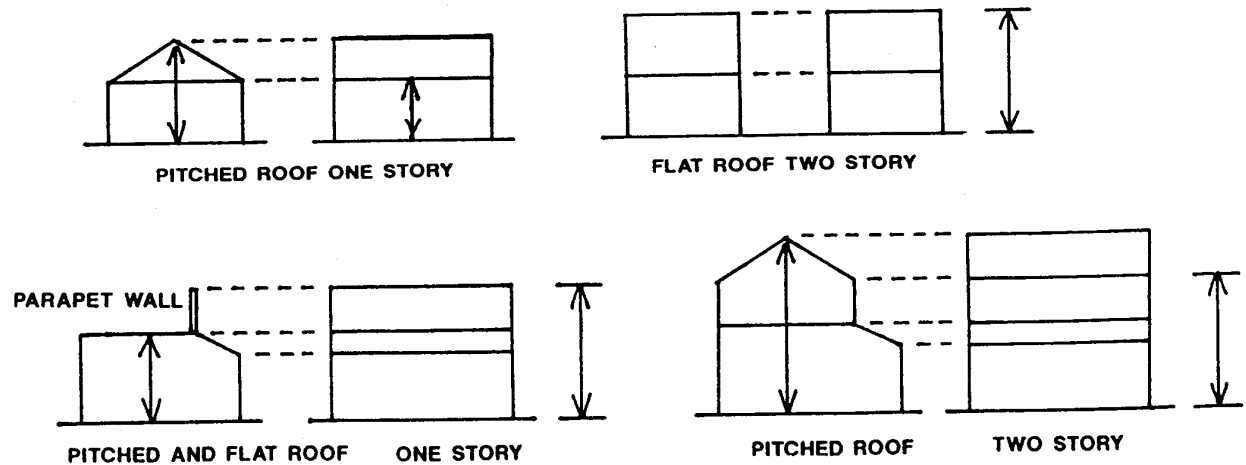 PITCHED ROOF ONE STORY
FLAT ROOF TWO STORY
PARAPET WALL
PITCHED AND FLAT ROOF ONE STORY
PITCHED ROOF TWO STORY